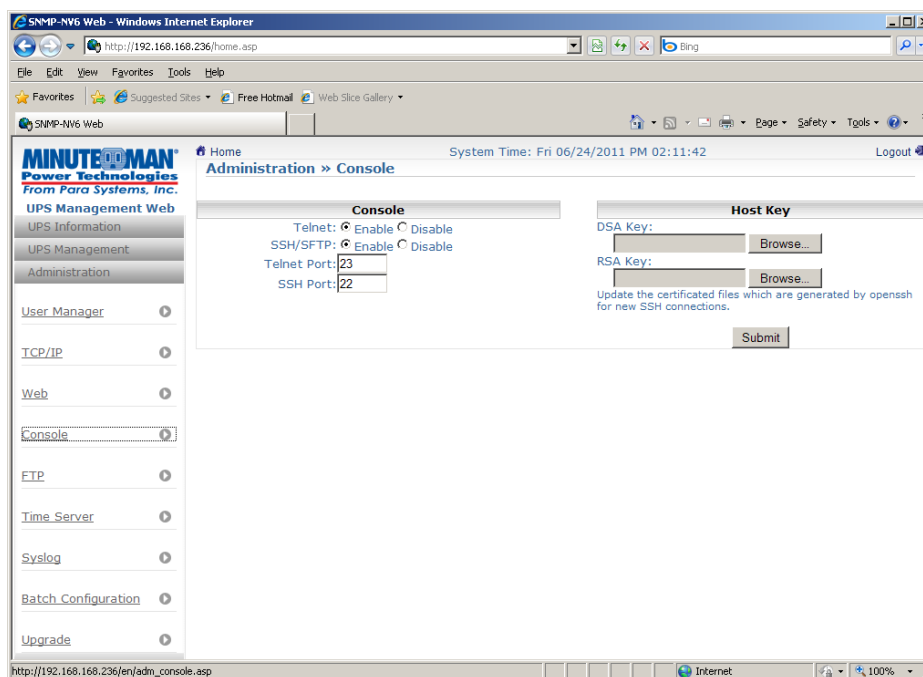 SNMP-NV6 Web - Windows Internet Explorer
http://192.168.168.236/home.asp
Bing
File Edit View Favorites Tools Help
Favorites Suggested Sites Free Hotmail Web Slice Gallery
SNMP-NV6 Web
Page Safety Tools
MINUTEMAN®
Power Technologies
From Para Systems, Inc.
UPS Management Web
UPS Information
UPS Management
Administration
User Manager
TCP/IP
Web
Console
FTP
Time Server
Syslog
Batch Configuration
Upgrade
Home
System Time: Fri 06/24/2011 PM 02:11:42
Logout
Administration » Console
Console
Telnet: Enable Disable
SSH/SFTP: Enable Disable
Telnet Port: 23
SSH Port: 22
Host Key
DSA Key:
Browse...
RSA Key:
Browse...
Update the certificated files which are generated by openssh
for new SSH connections.
Submit
http://192.168.168.236/en/adm_console.asp
Internet
100%